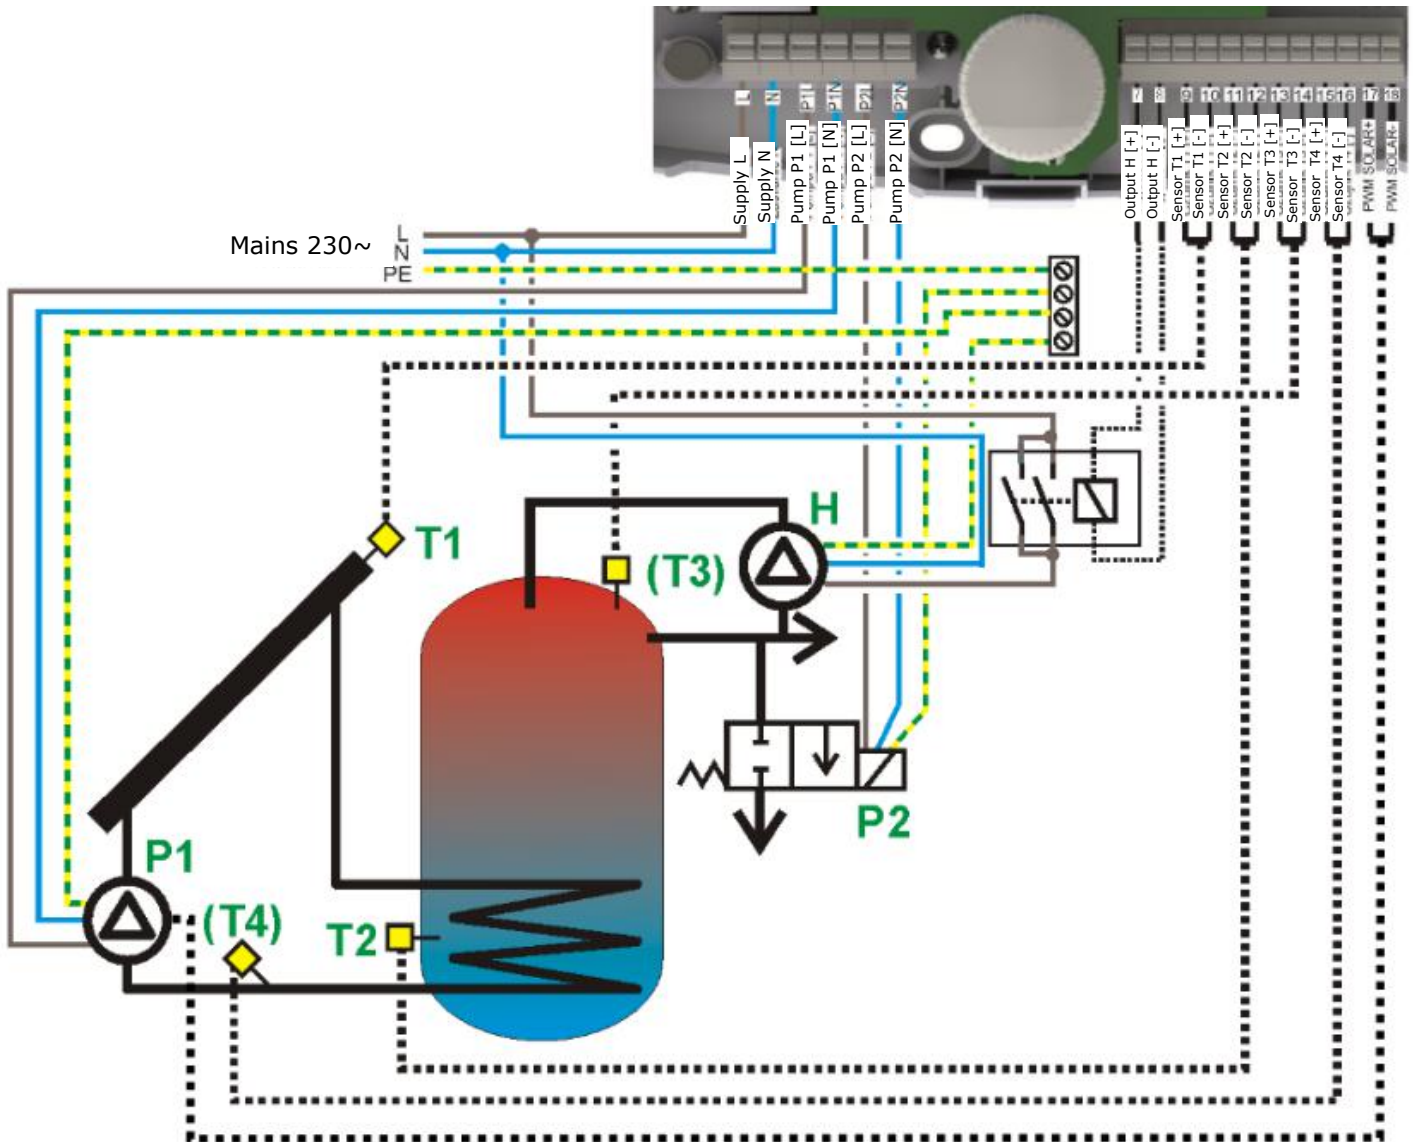 L
N
P1L
P1N
P2L
P2N
7
8
9
10
11
12
13
14
15
16
17
18
Supply L
Supply N
Pump P1 [L]
Pump P1 [N]
Pump P2 [L]
Pump P2 [N]
Output H [+]
Output H [-]
Sensor T1 [+]
Sensor T1 [-]
Sensor T2 [+]
Sensor T2 [-]
Sensor T3 [+]
Sensor T3 [-]
Sensor T4 [+]
Sensor T4 [-]
PWM SOLAR+
PWM SOLAR-
Mains 230~
L
N
PE
H
T1
(T3)
P2
P1
(T4)
T2